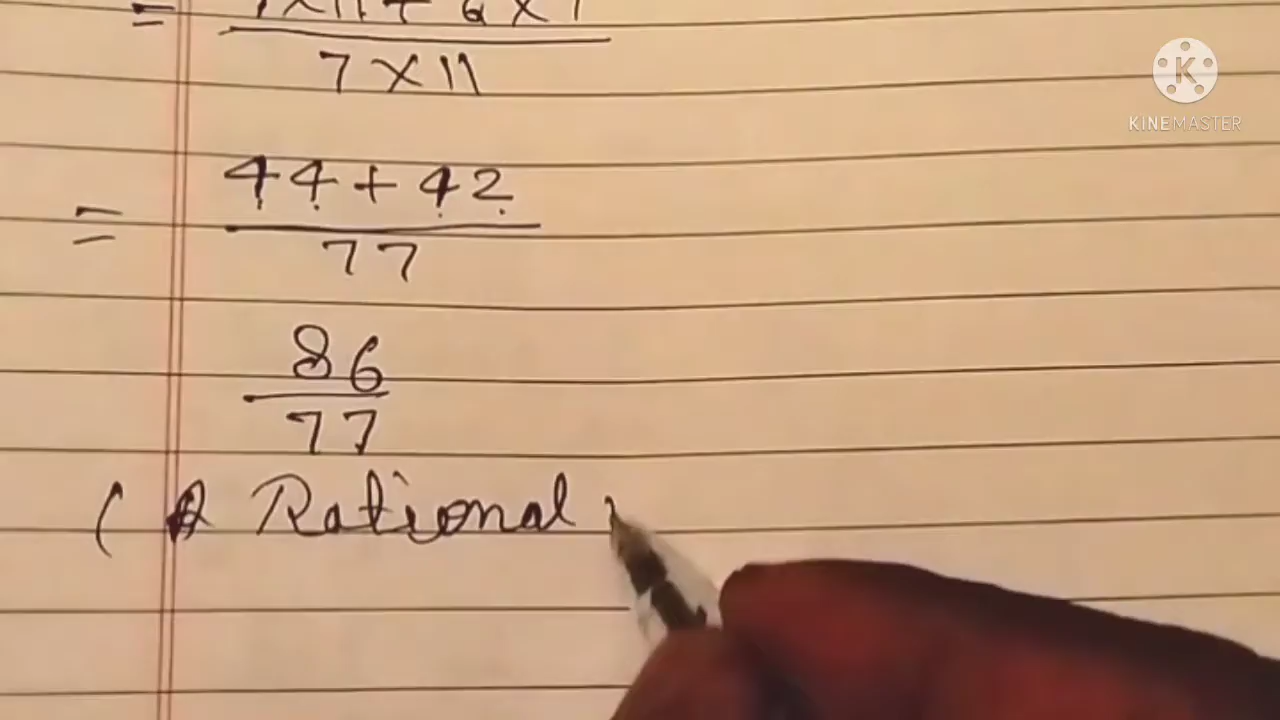 =
7 × 11
KINEMASTER
44 + 42
=
77
86
77
( A Rational